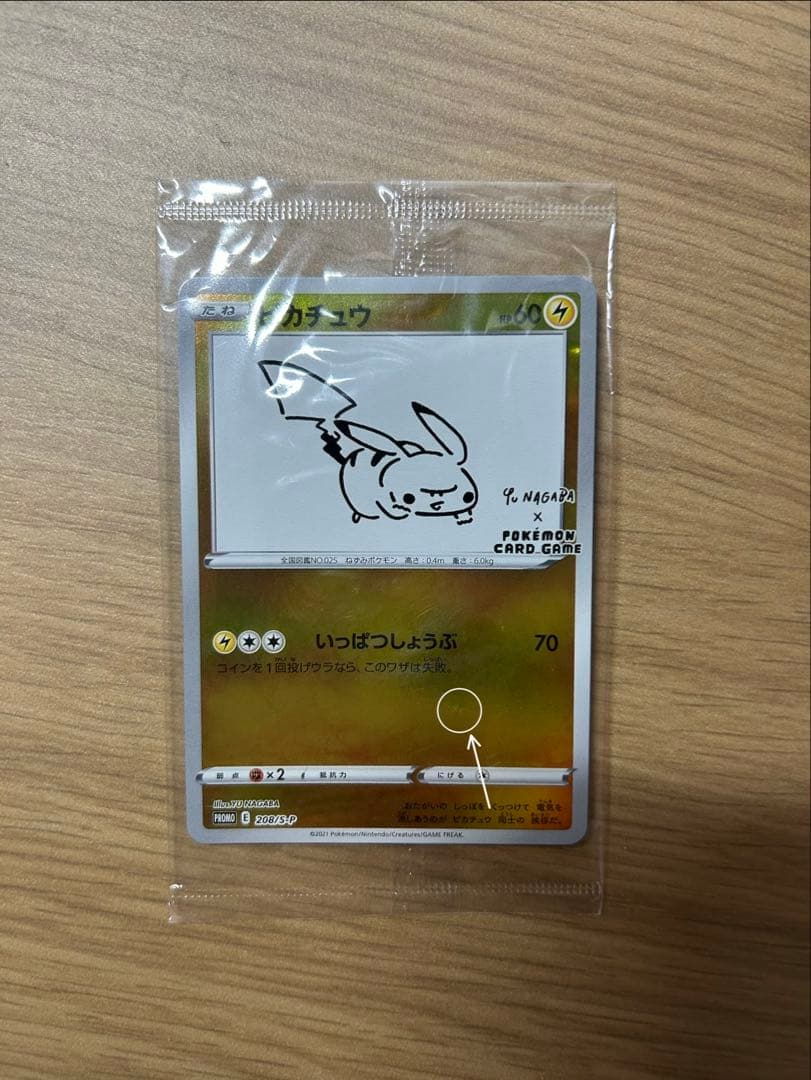 たね ピカチュウ HP60
YU NAGABA
×
POKÉMON
CARD GAME
全国図鑑NO.025 ねずみポケモン 高さ:0.4m 重さ:6.0kg
いっぱつしょうぶ 70
コインを1回投げウラなら、このワザは失敗。
弱点 ×2 抵抗力 にげる
Illus.YU NAGABA
PROMO E 208/S-P
おたがいの しっぽを くっつけて 電気を
流しあうのが ピカチュウ 同士の 挨拶だ。
©2021 Pokémon/Nintendo/Creatures/GAME FREAK.